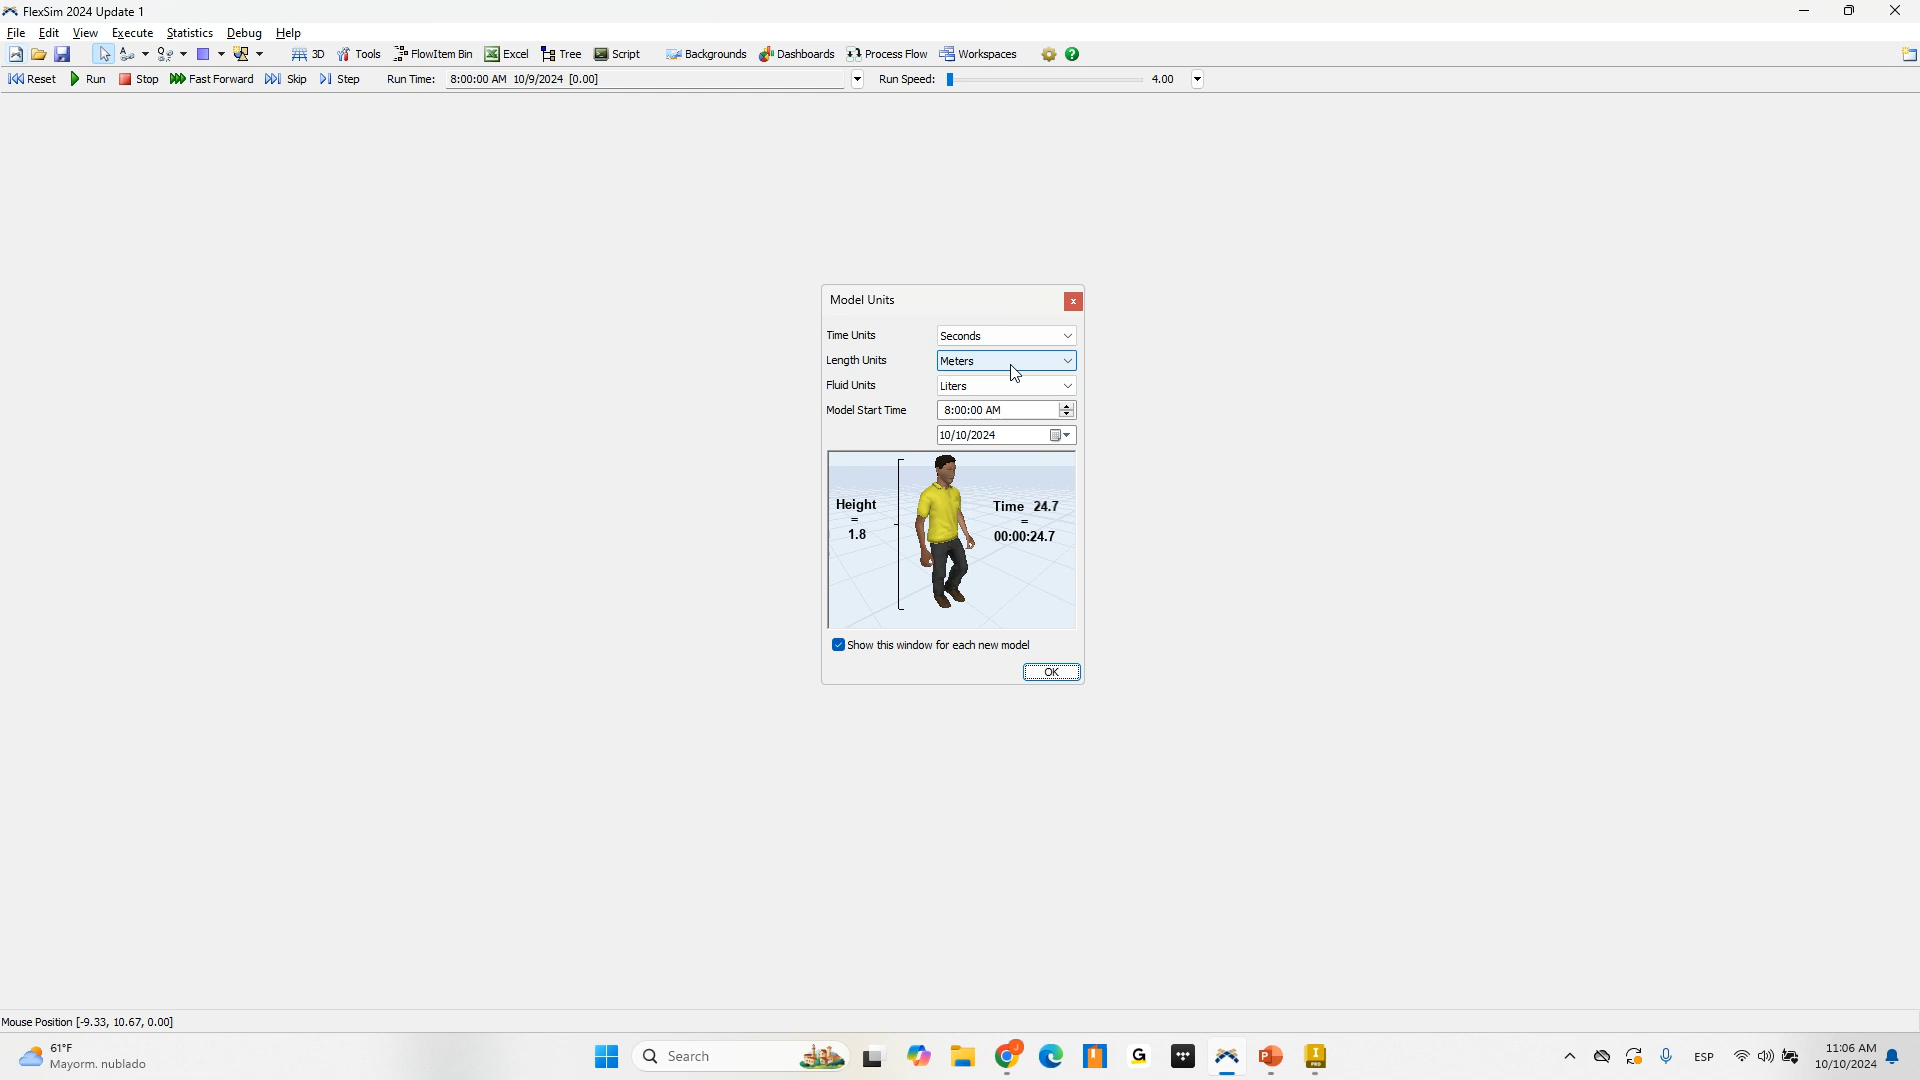 FlexSim 2024 Update 1
File Edit View Execute Statistics Debug Help
3D Tools FlowItem Bin Excel Tree Script Backgrounds Dashboards Process Flow Workspaces
Reset Run Stop Fast Forward Skip Step Run Time: 8:00:00 AM 10/9/2024 [0.00] Run Speed: 4.00
Model Units
Time Units Seconds
Length Units Meters
Fluid Units Liters
Model Start Time 8:00:00 AM
10/10/2024
Height
=
1.8
Time 24.7
=
00:00:24.7
Show this window for each new model
OK
Mouse Position [-9.33, 10.67, 0.00]
61°F
Mayorm. nublado
Search
ESP
11:06 AM
10/10/2024